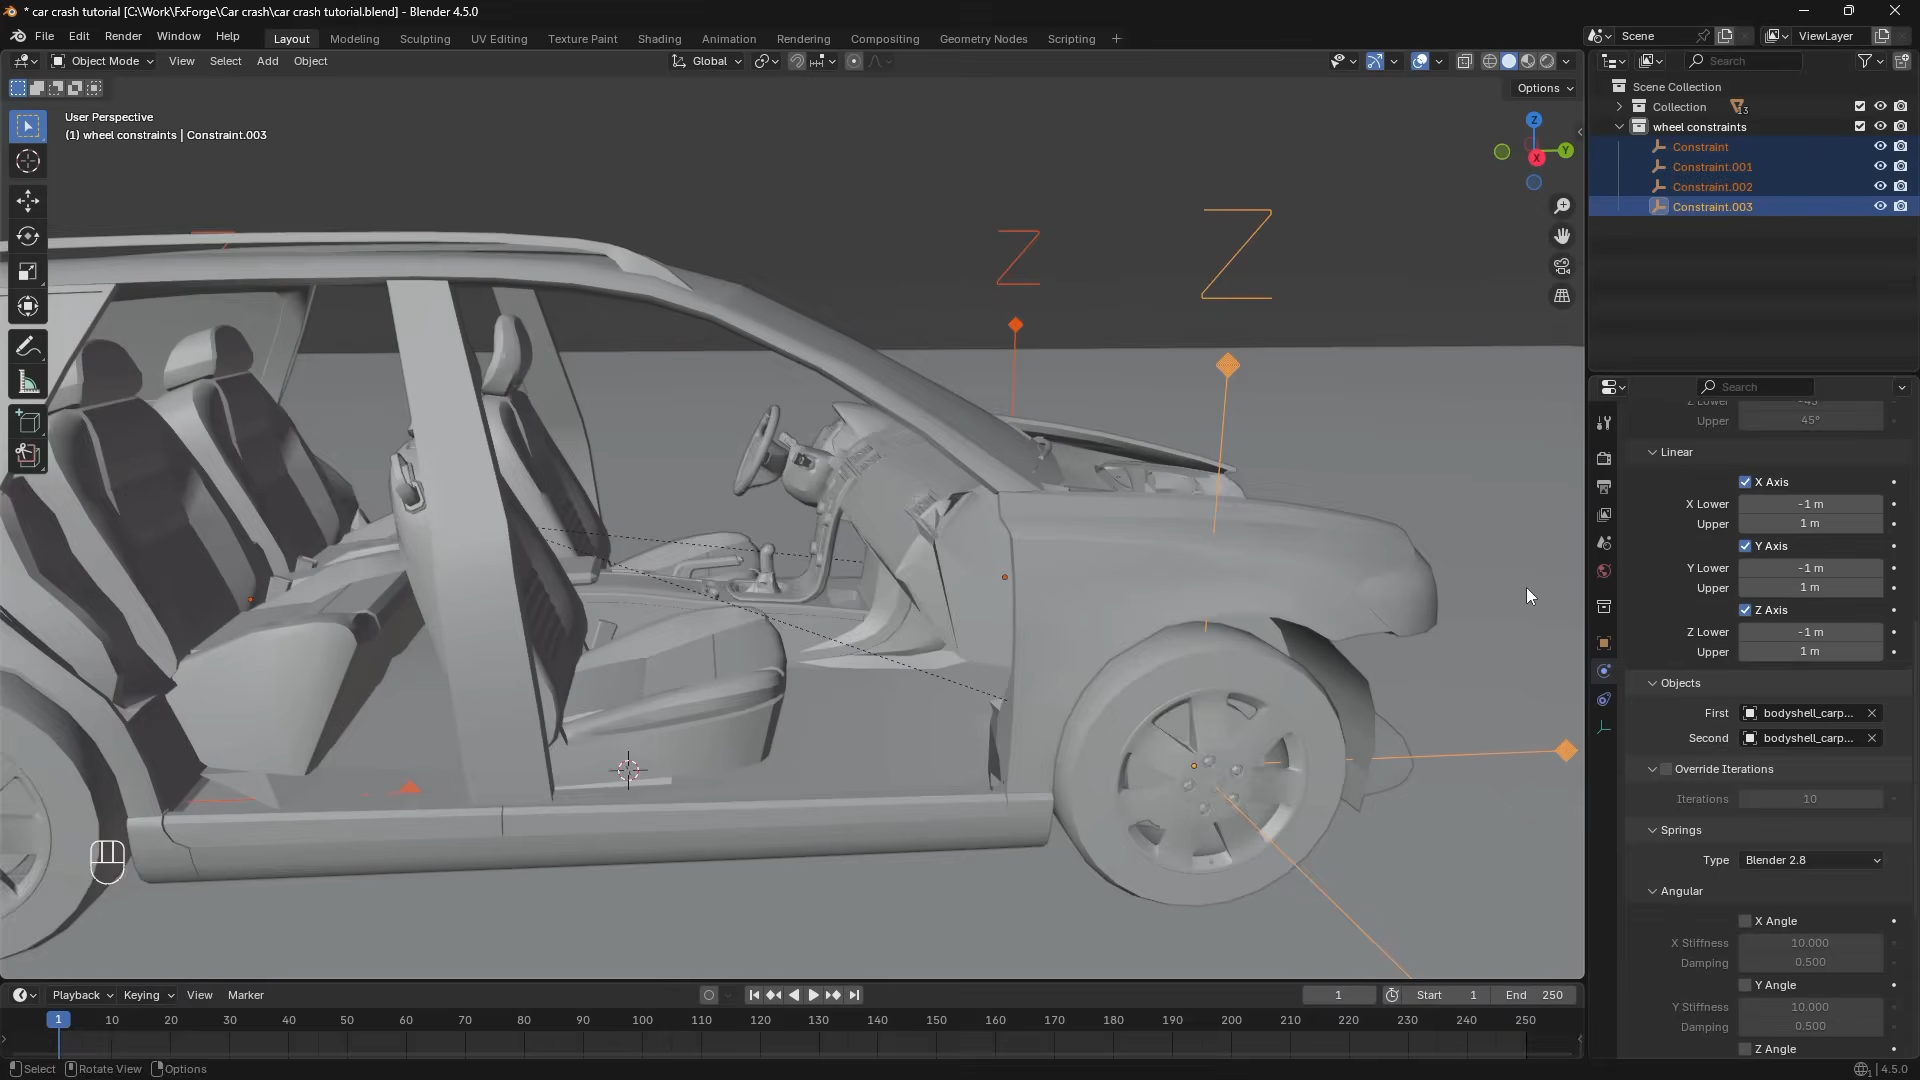 * car crash tutorial [C:\Work\FxForge\Car crash\car crash tutorial.blend] - Blender 4.5.0
File Edit Render Window Help
Layout Modeling Sculpting UV Editing Texture Paint Shading Animation Rendering Compositing Geometry Nodes Scripting +
Scene
ViewLayer
Object Mode View Select Add Object
Global
Options
User Perspective
(1) wheel constraints | Constraint.003
Z
Y
X
Z
Z
Search
Scene Collection
Collection 13
wheel constraints
Constraint
Constraint.001
Constraint.002
Constraint.003
Search
Upper 45°
Linear
X Axis
X Lower -1 m
Upper 1 m
Y Axis
Y Lower -1 m
Upper 1 m
Z Axis
Z Lower -1 m
Upper 1 m
Objects
First bodyshell_carp...
Second bodyshell_carp...
Override Iterations
Iterations 10
Springs
Type Blender 2.8
Angular
X Angle
X Stiffness 10.000
Damping 0.500
Y Angle
Y Stiffness 10.000
Damping 0.500
Z Angle
Playback Keying View Marker
1 Start 1 End 250
1 10 20 30 40 50 60 70 80 90 100 110 120 130 140 150 160 170 180 190 200 210 220 230 240 250
Select Rotate View Options
4.5.0